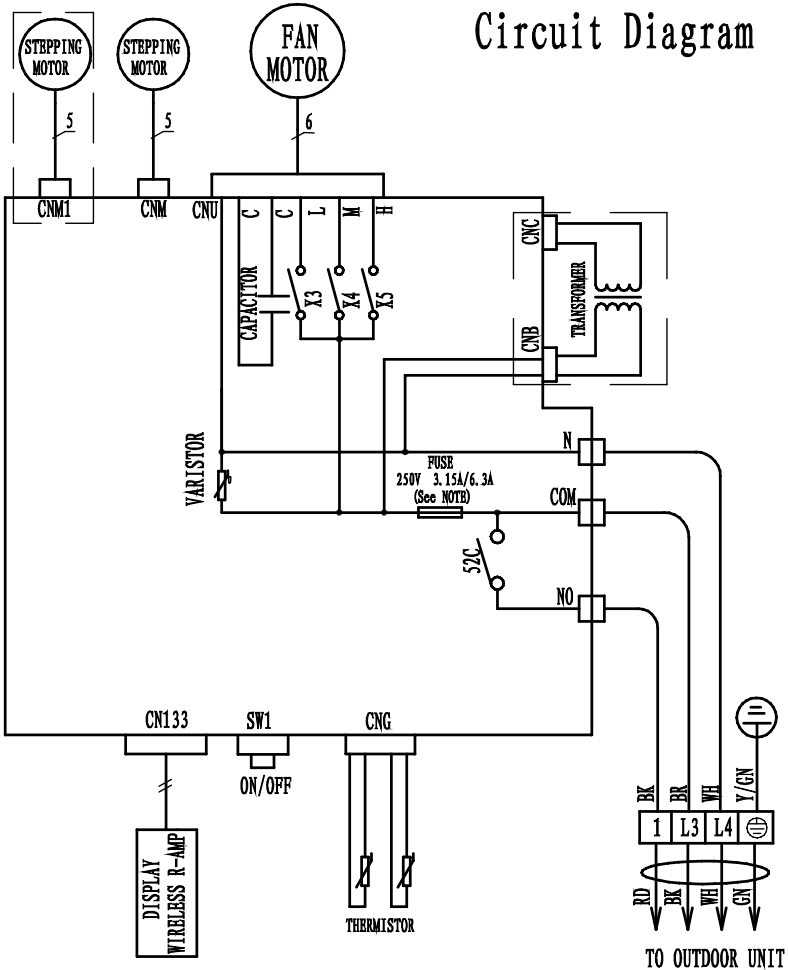 Circuit Diagram
STEPPING
MOTOR
STEPPING
MOTOR
FAN
MOTOR
5
5
6
CNM1
CNM
CNU
C
C
L
M
H
CNC
CAPACITOR
X3
X4
X5
TRANSFORMER
CNB
VARISTOR
N
FUSE
250V 3.15A/6.3A
(See NOTE)
COM
52C
NO
CN133
SW1
CNG
ON/OFF
DISPLAY
WIRELESS R-AMP
THERMISTOR
BK
BR
WH
Y/GN
1
L3
L4
RD
BK
WH
GN
TO OUTDOOR UNIT